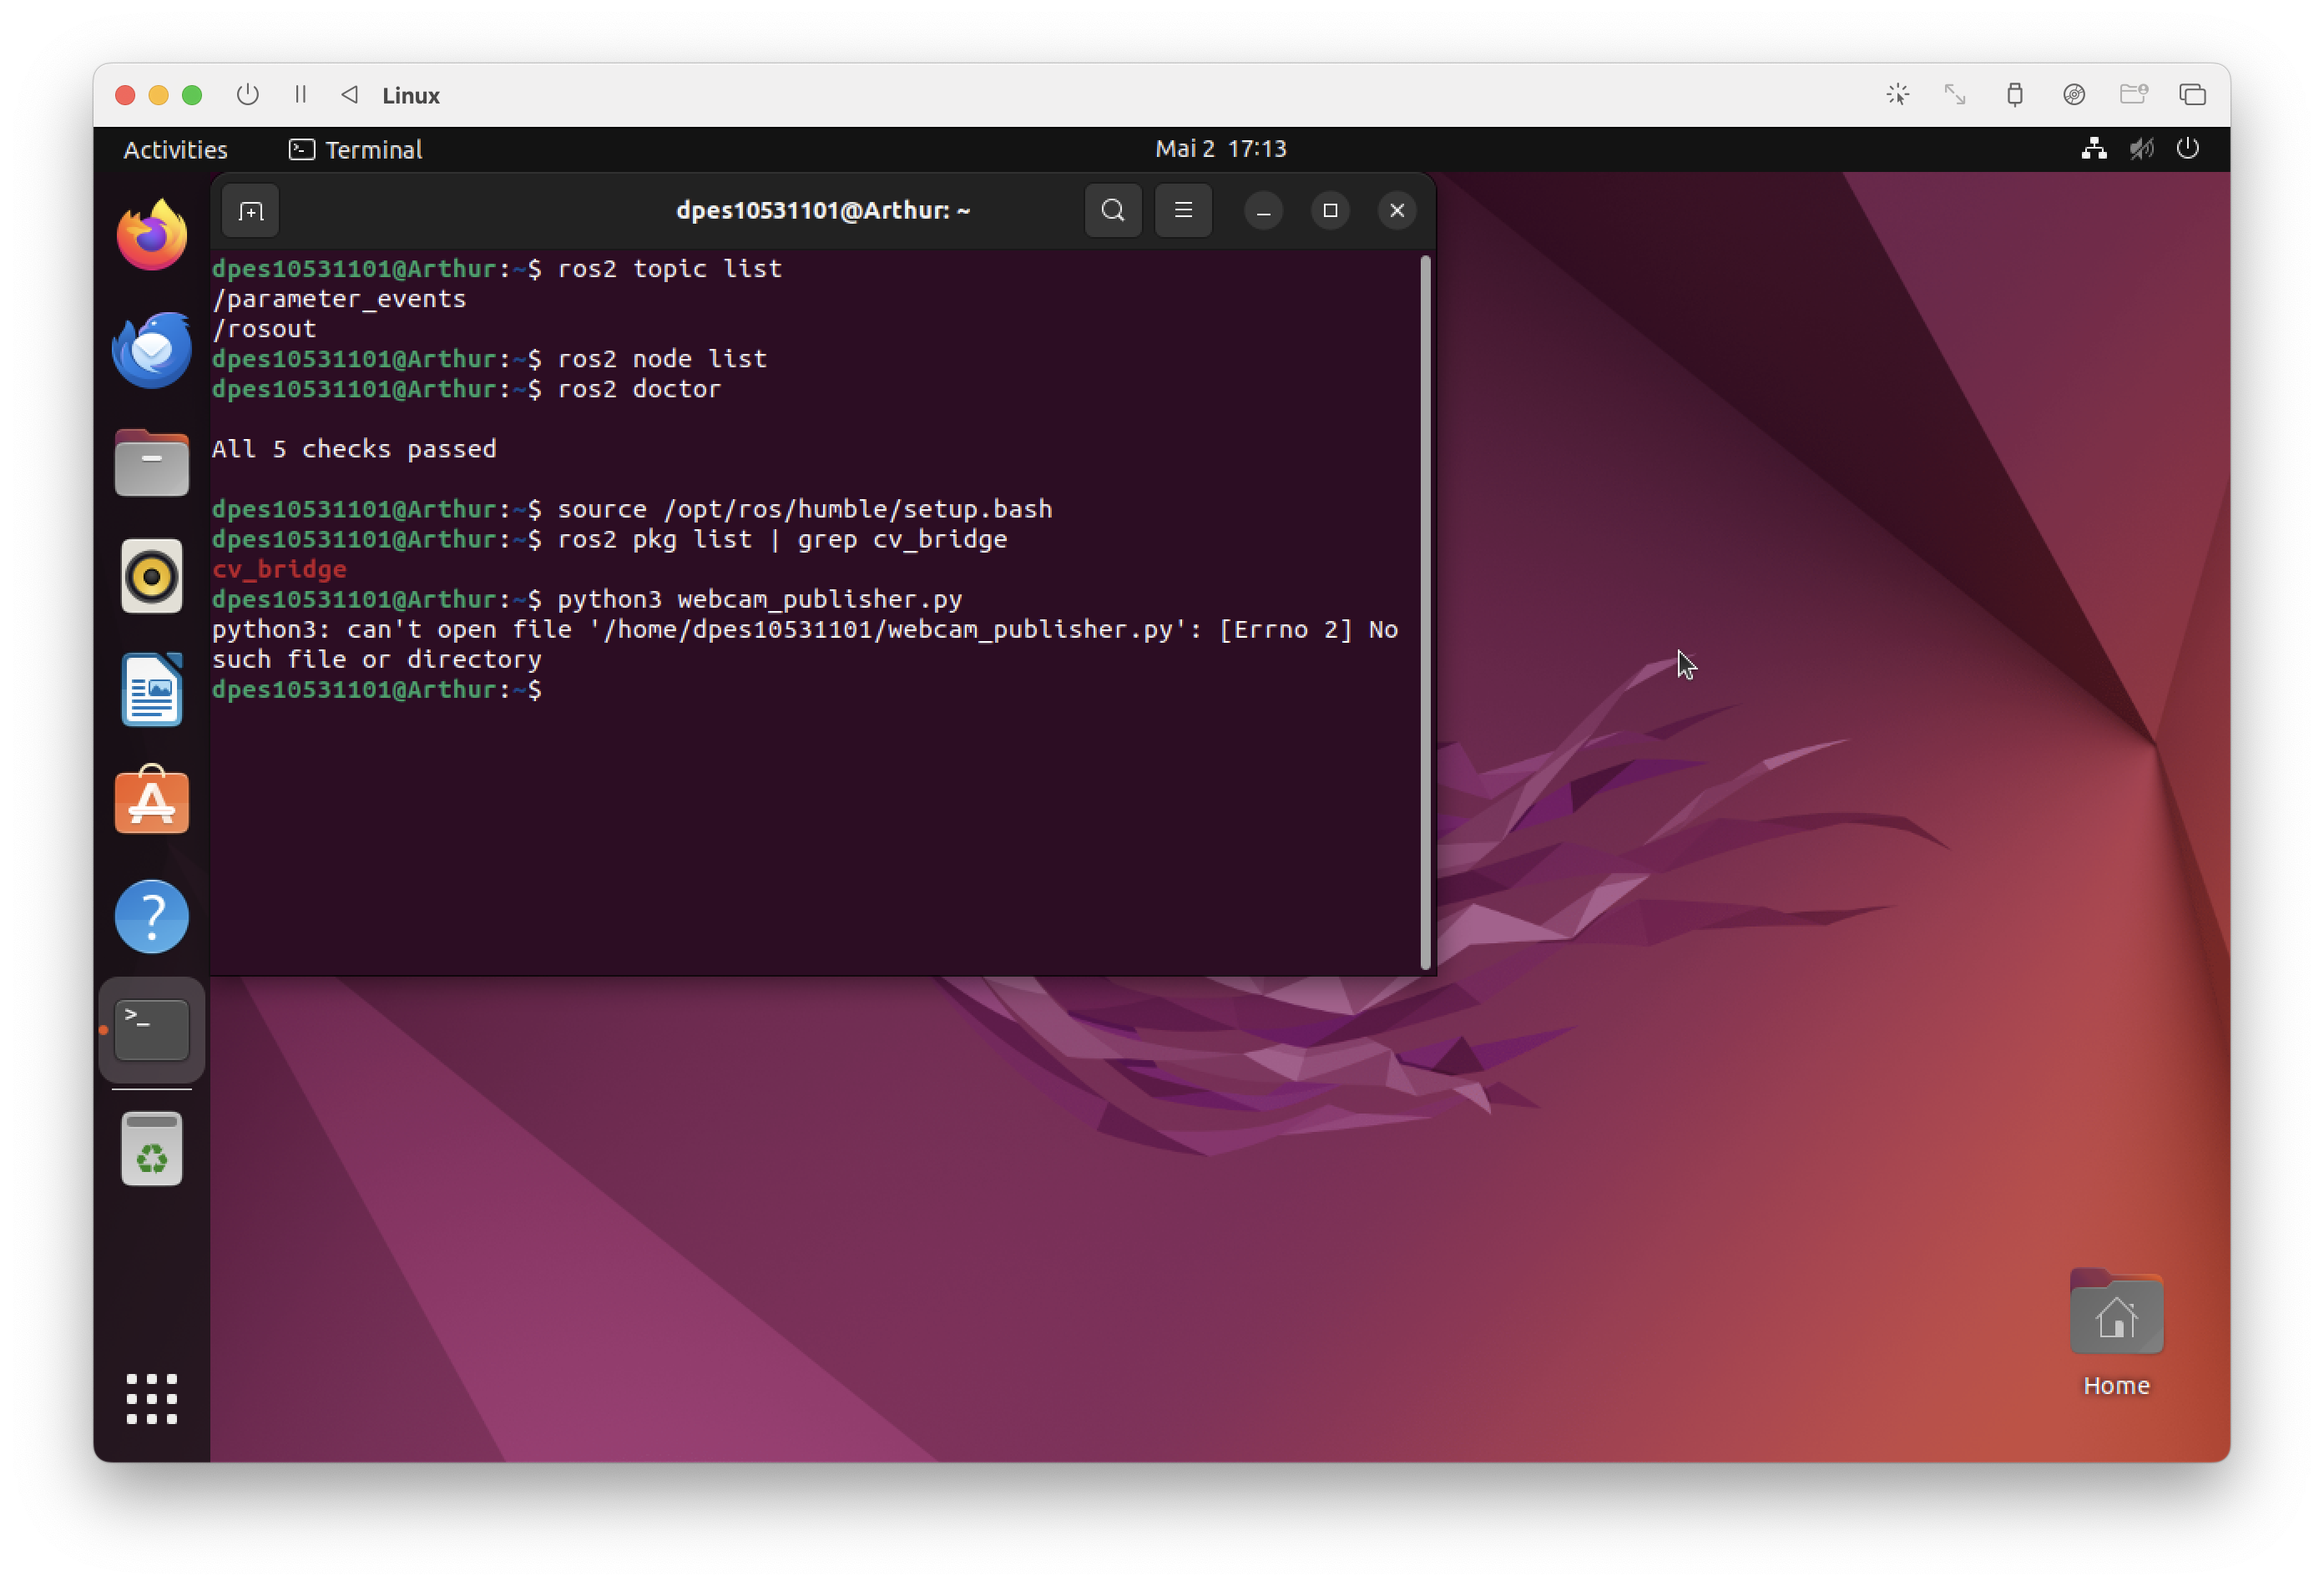 Linux
Activities
Terminal
Mai 2 17:13
dpes10531101@Arthur: ~
dpes10531101@Arthur:~$ ros2 topic list
/parameter_events
/rosout
dpes10531101@Arthur:~$ ros2 node list
dpes10531101@Arthur:~$ ros2 doctor
All 5 checks passed
dpes10531101@Arthur:~$ source /opt/ros/humble/setup.bash
dpes10531101@Arthur:~$ ros2 pkg list | grep cv_bridge
cv_bridge
dpes10531101@Arthur:~$ python3 webcam_publisher.py
python3: can't open file '/home/dpes10531101/webcam_publisher.py': [Errno 2] No
such file or directory
dpes10531101@Arthur:~$
Home